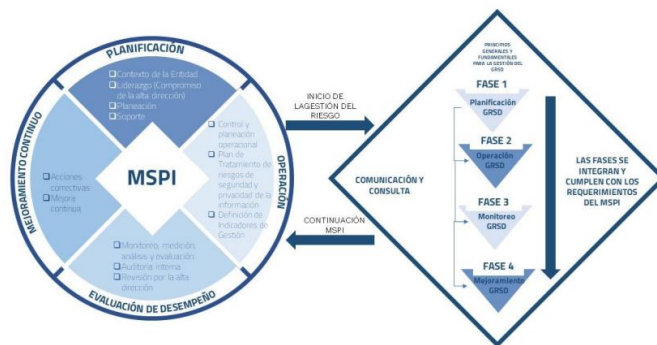 PLANIFICACIÓN
❑ Contexto de la Entidad
❑ Liderazgo (Compromiso
de la alta dirección)
❑ Planeación
❑ Soporte
MEJORAMIENTO CONTINUO
❑ Acciones
correctivas
❑ Mejora
continua
MSPI
❑ Control y
planeación
operacional
❑ Plan de
Tratamiento de
riesgos de
seguridad y
privacidad de la
información
❑ Definición de
Indicadores de
Gestión
OPERACIÓN
❑ Monitoreo, medición,
análisis y evaluación.
❑ Auditoria interna
❑ Revisión por la alta
dirección
EVALUACIÓN DE DESEMPEÑO
INICIO DE
LAGESTIÓN DEL
RIESGO
CONTINUACIÓN
MSPI
PRINCIPIOS
GENERALES Y
FUNDAMENTALES
PARA LA GESTIÓN DEL
GRSD
COMUNICACIÓN Y
CONSULTA
FASE 1
Planificación
GRSD
FASE 2
Operación
GRSD
FASE 3
Monitoreo
GRSD
FASE 4
Mejoramiento
GRSD
LAS FASES SE
INTEGRAN Y
CUMPLEN CON LOS
REQUERIMIENTOS
DEL MSPI